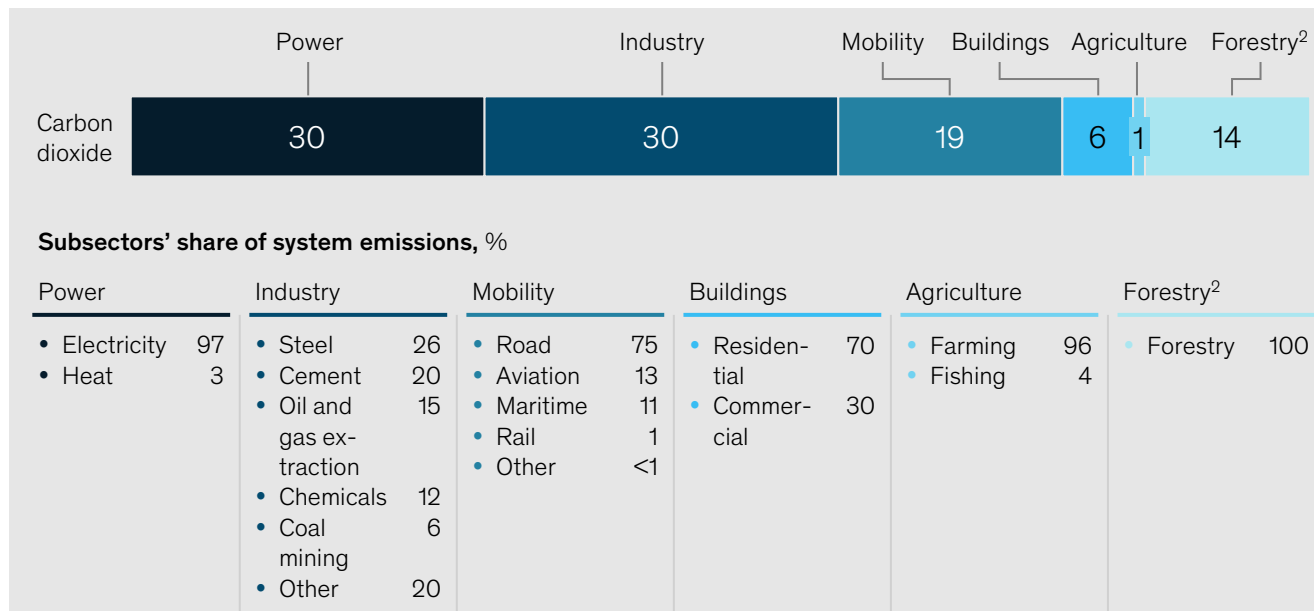 Power Industry Mobility Buildings Agriculture Forestry2
Carbon
dioxide
30 30 19 6 1 14
Subsectors’ share of system emissions, %
Power
• Electricity 97
• Heat 3
Industry
• Steel 26
• Cement 20
• Oil and 15
gas ex-
traction
• Chemicals 12
• Coal 6
mining
• Other 20
Mobility
• Road 75
• Aviation 13
• Maritime 11
• Rail 1
• Other <1
Buildings
• Residen- 70
tial
• Commer- 30
cial
Agriculture
• Farming 96
• Fishing 4
Forestry2
• Forestry 100